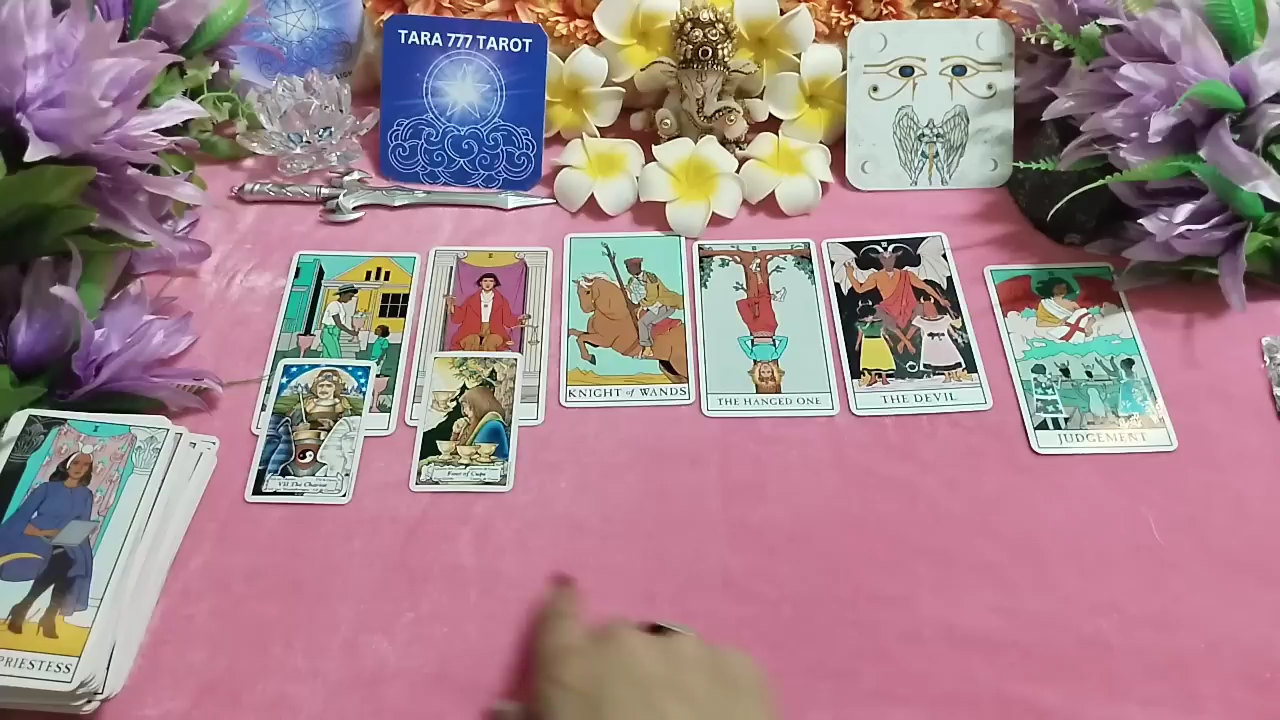 TARA 777 TAROT
KNIGHT of WANDS
THE HANGED ONE
THE DEVIL
JUDGEMENT
VII The Chariot
Four of Cups
PRIESTESS